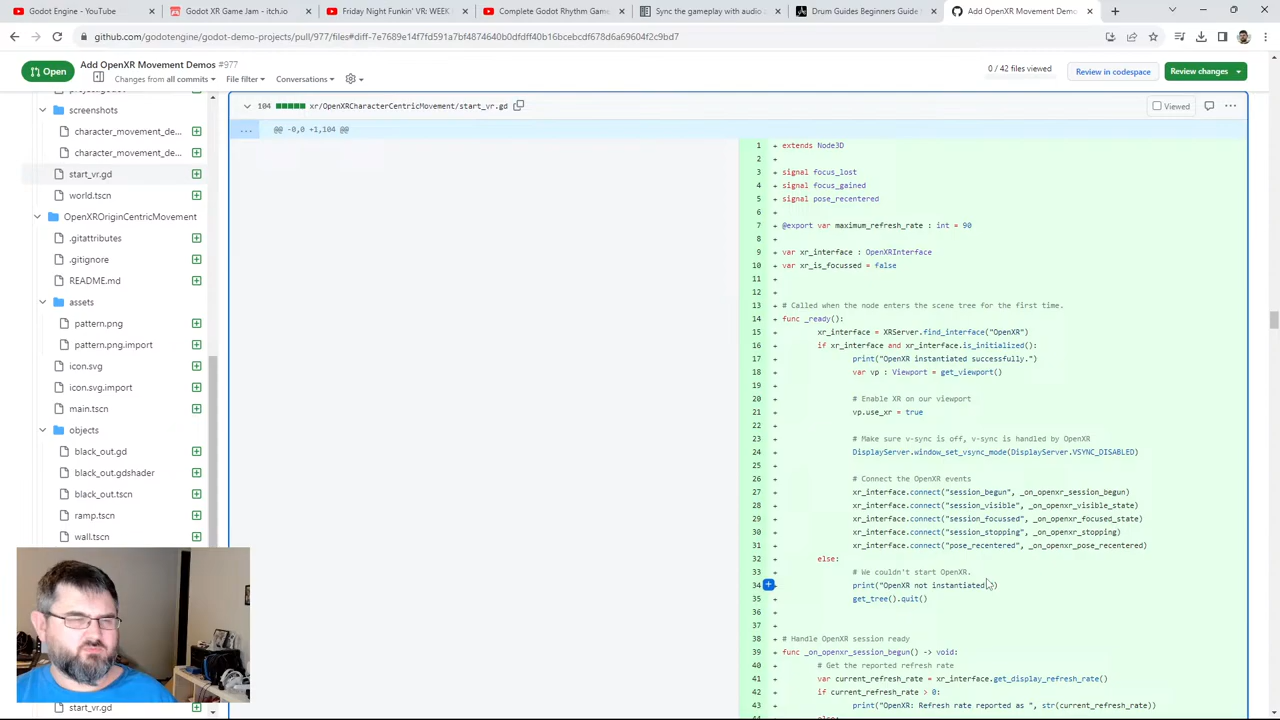 Godot Engine - YouTube
Godot XR Game Jam - itch.io
Friday Night Funkin' VR: WEEK
Complete Godot Rhythm Game
Sync the gameplay with audio
Drum Guides Beginners Guide
Add OpenXR Movement Demos
github.com/godotengine/godot-demo-projects/pull/977/files#diff-7e7689e14f7fd591a7bf4874640b0dfdff40b16bcebcdf678d6a69604f2c9bd7
Open
Add OpenXR Movement Demos #977
Changes from all commits
File filter
Conversations
0 / 42 files viewed
Review in codespace
Review changes
screenshots
character_movement_de...
character_movement_de...
start_vr.gd
world.tscn
OpenXROriginCentricMovement
.gitattributes
.gitignore
README.md
assets
pattern.png
pattern.png.import
icon.svg
icon.svg.import
main.tscn
objects
black_out.gd
black_out.gdshader
black_out.tscn
ramp.tscn
wall.tscn
start_vr.gd
104 xr/OpenXRCharacterCentricMovement/start_vr.gd
Viewed
... @@ -0,0 +1,104 @@
1 + extends Node3D
2 +
3 + signal focus_lost
4 + signal focus_gained
5 + signal pose_recentered
6 +
7 + @export var maximum_refresh_rate : int = 90
8 +
9 + var xr_interface : OpenXRInterface
10 + var xr_is_focussed = false
11 +
12 +
13 + # Called when the node enters the scene tree for the first time.
14 + func _ready():
15 + xr_interface = XRServer.find_interface("OpenXR")
16 + if xr_interface and xr_interface.is_initialized():
17 + print("OpenXR instantiated successfully.")
18 + var vp : Viewport = get_viewport()
19 +
20 + # Enable XR on our viewport
21 + vp.use_xr = true
22 +
23 + # Make sure v-sync is off, v-sync is handled by OpenXR
24 + DisplayServer.window_set_vsync_mode(DisplayServer.VSYNC_DISABLED)
25 +
26 + # Connect the OpenXR events
27 + xr_interface.connect("session_begun", _on_openxr_session_begun)
28 + xr_interface.connect("session_visible", _on_openxr_visible_state)
29 + xr_interface.connect("session_focussed", _on_openxr_focused_state)
30 + xr_interface.connect("session_stopping", _on_openxr_stopping)
31 + xr_interface.connect("pose_recentered", _on_openxr_pose_recentered)
32 + else:
33 + # We couldn't start OpenXR.
34 + print("OpenXR not instantiated
35 + get_tree().quit()
36 +
37 +
38 + # Handle OpenXR session ready
39 + func _on_openxr_session_begun() -> void:
40 + # Get the reported refresh rate
41 + var current_refresh_rate = xr_interface.get_display_refresh_rate()
42 + if current_refresh_rate > 0:
43 + print("OpenXR: Refresh rate reported as ", str(current_refresh_rate))